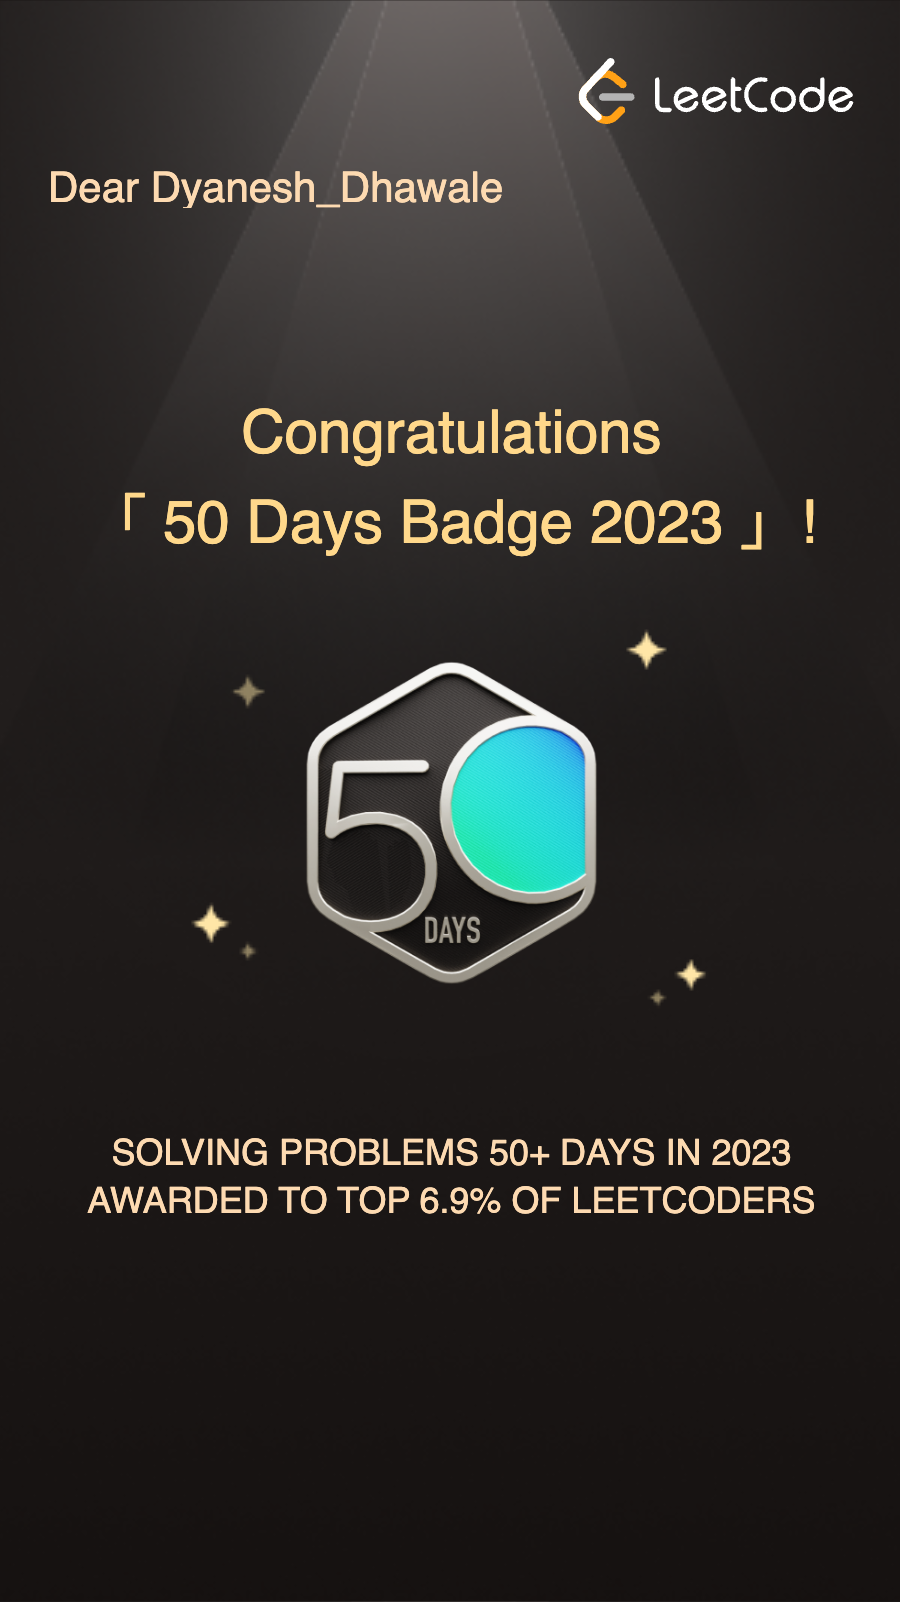 LeetCode
Dear Dyanesh_Dhawale
Congratulations
「 50 Days Badge 2023 」 !
50
DAYS
SOLVING PROBLEMS 50+ DAYS IN 2023
AWARDED TO TOP 6.9% OF LEETCODERS